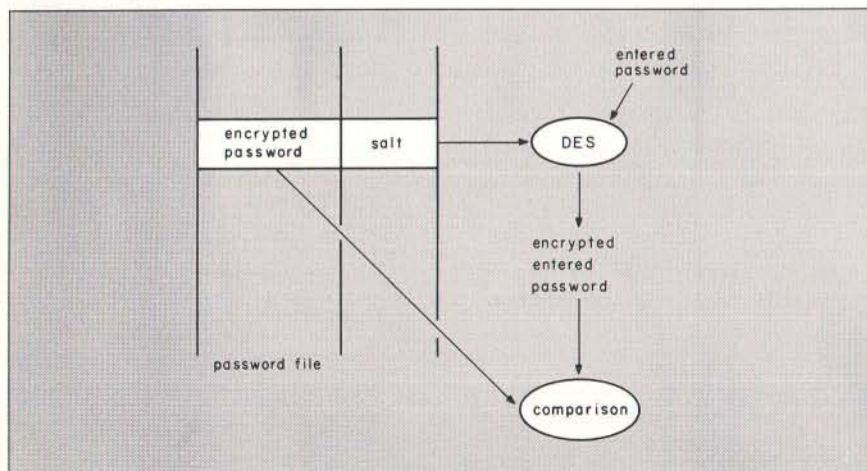 entered
password
encrypted
password
salt
DES
encrypted
entered
password
password file
comparison